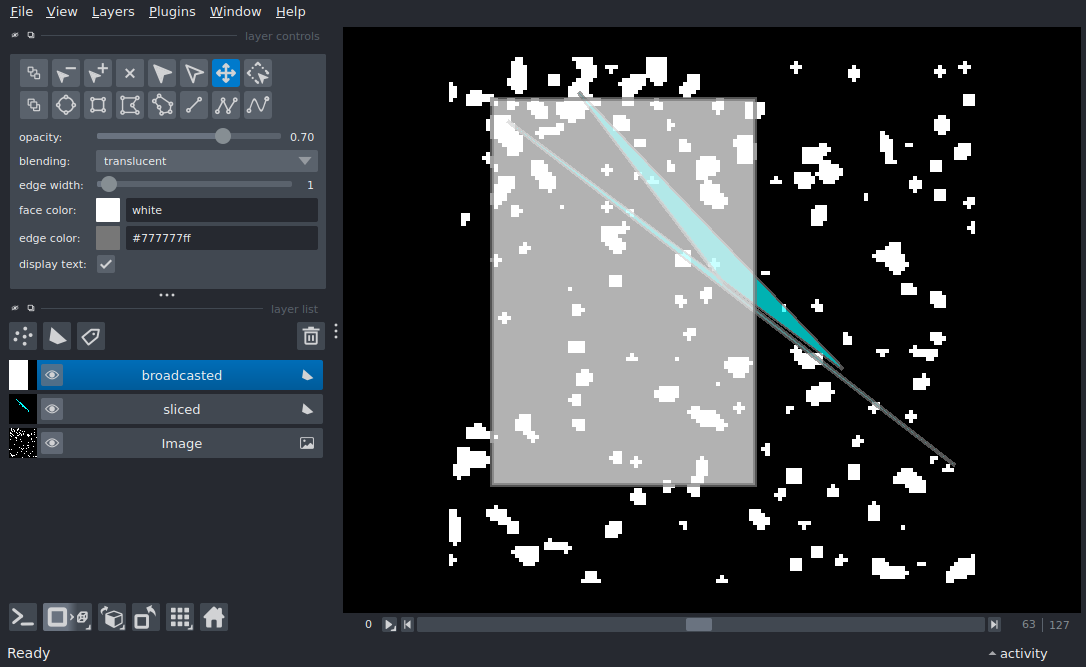 File View Layers Plugins Window Help
layer controls
opacity: 0.70
blending: translucent
edge width: 1
face color: white
edge color: #777777ff
display text:
layer list
broadcasted
sliced
Image
0 63 127
Ready activity